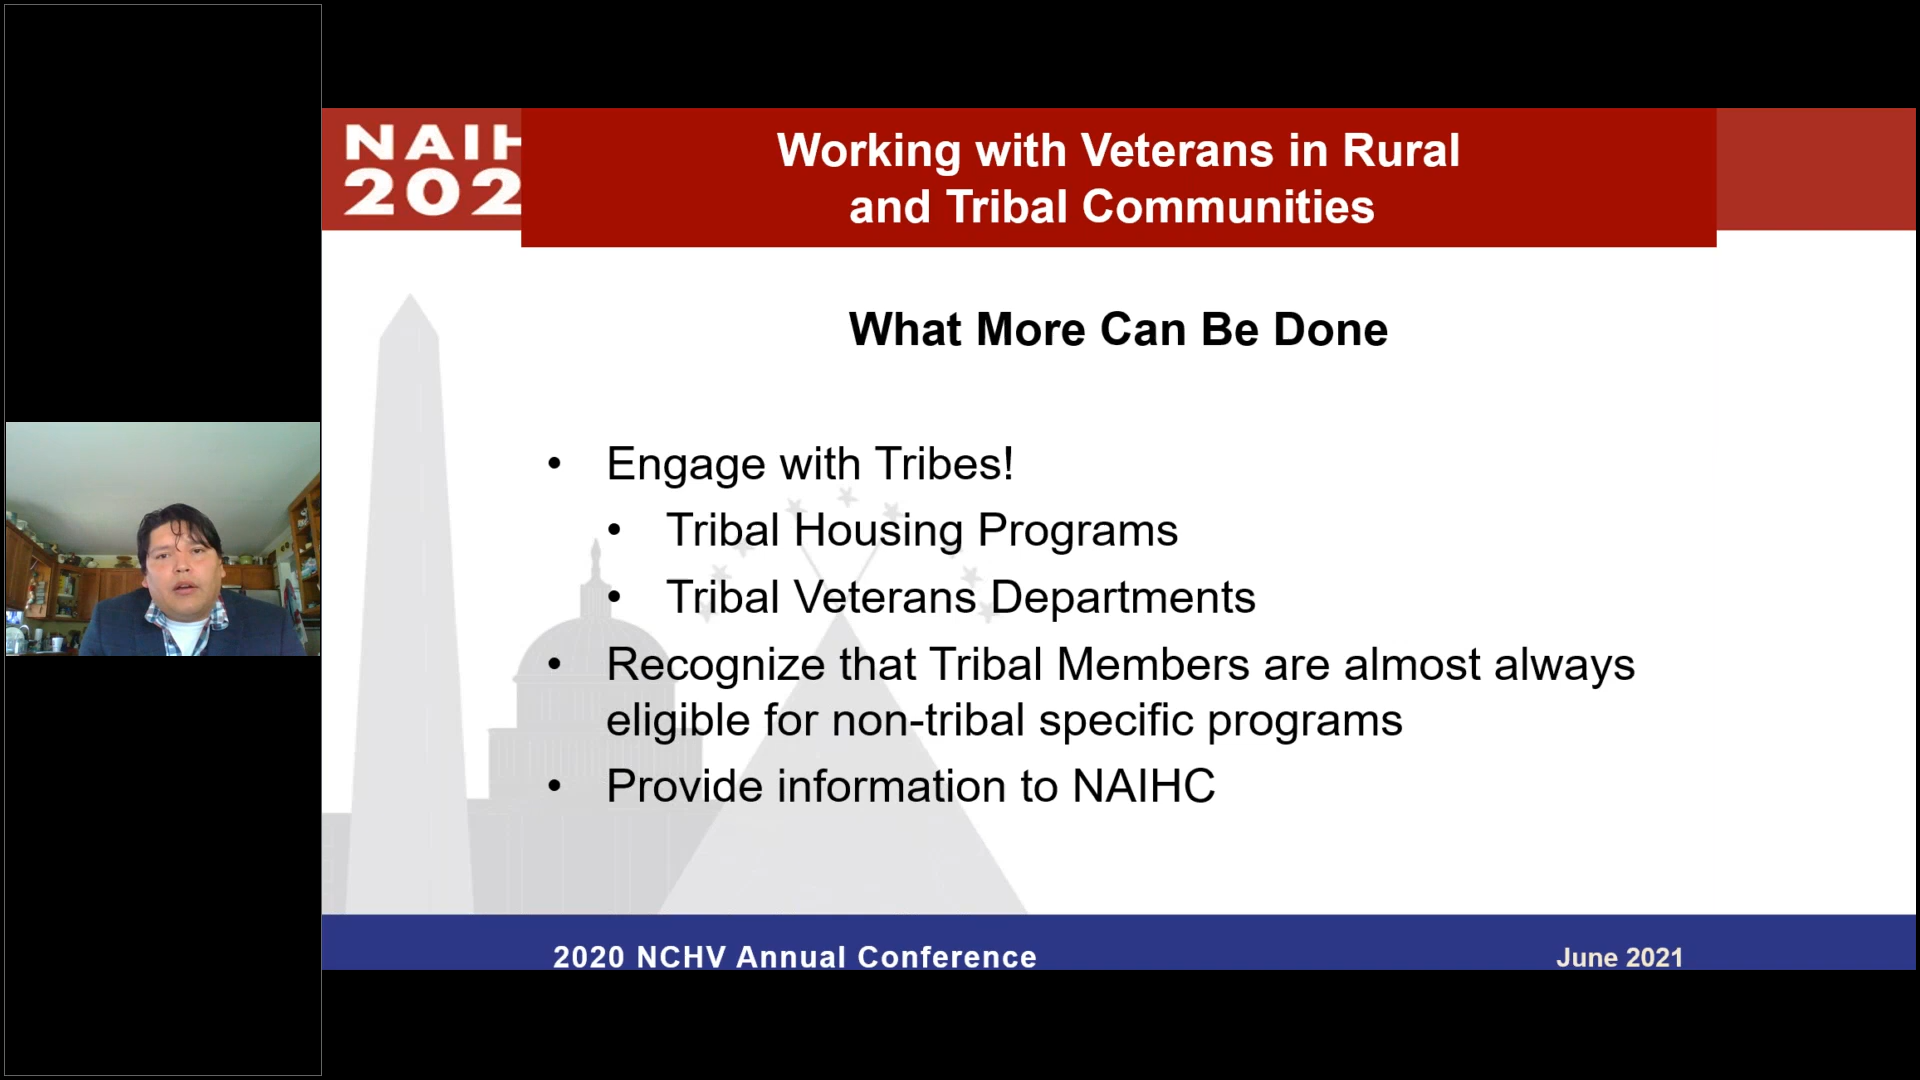 NAIH
202
Working with Veterans in Rural
and Tribal Communities
What More Can Be Done
• Engage with Tribes!
• Tribal Housing Programs
• Tribal Veterans Departments
• Recognize that Tribal Members are almost always
eligible for non-tribal specific programs
• Provide information to NAIHC
2020 NCHV Annual Conference
June 2021